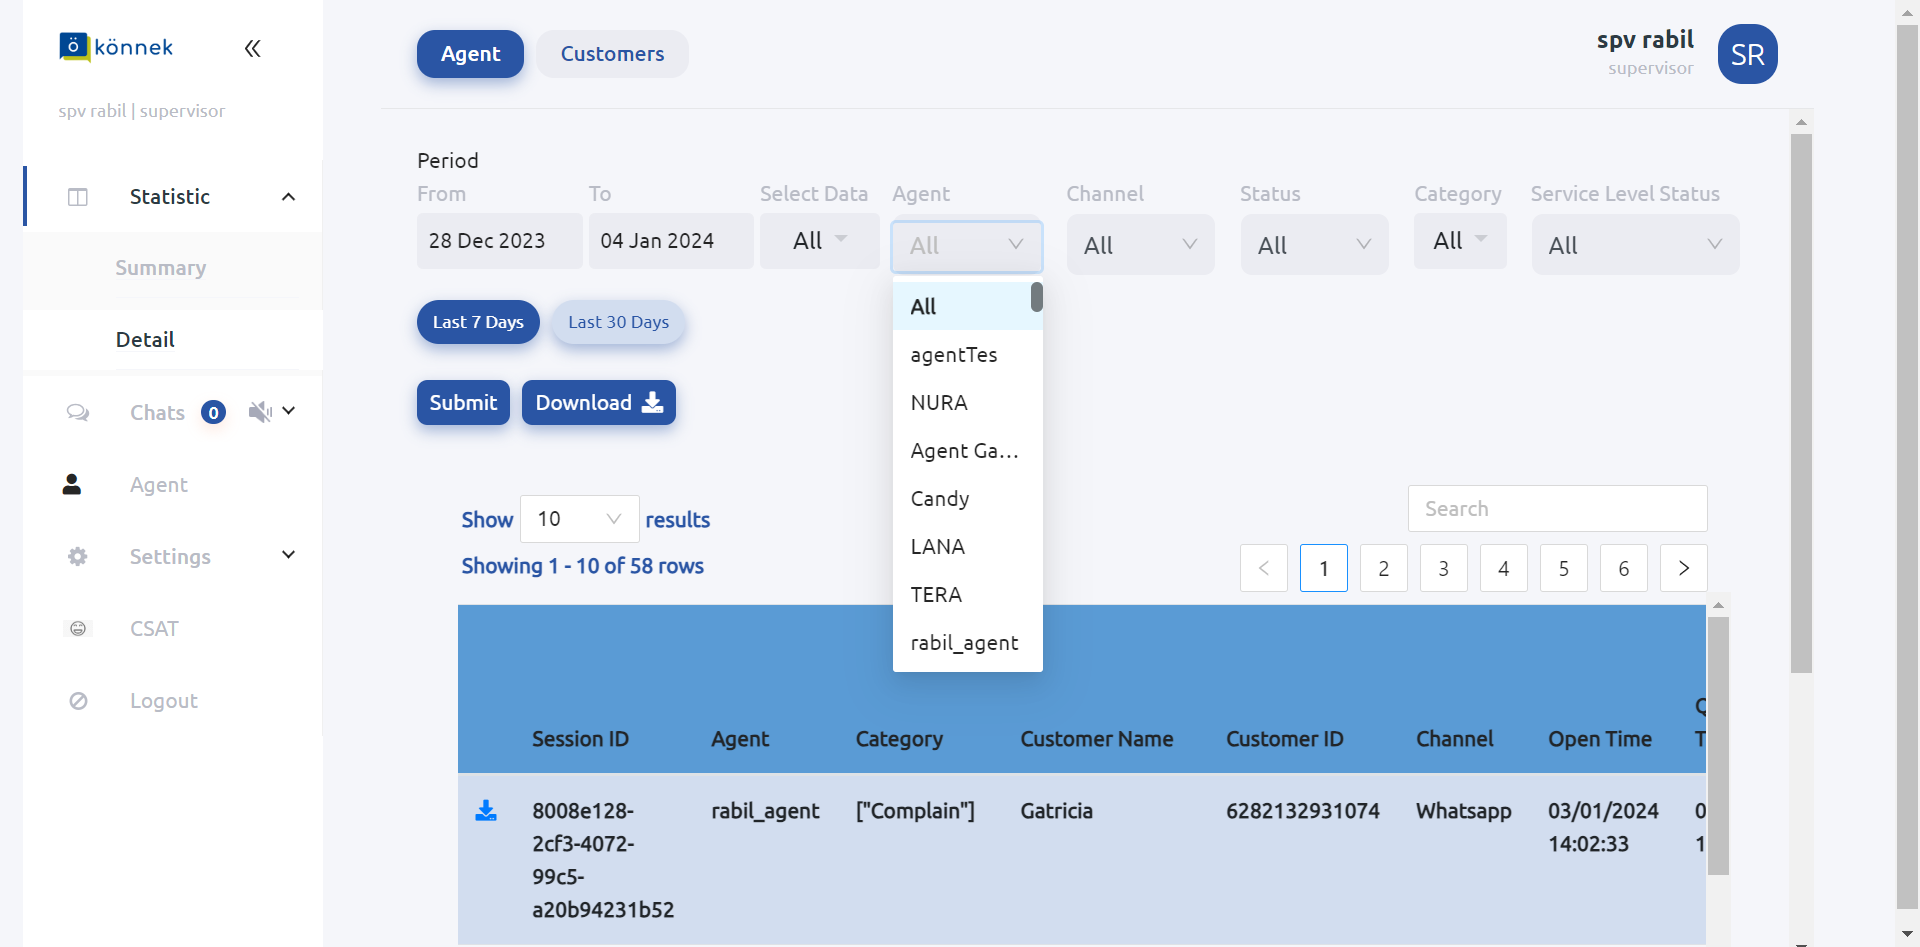 ö könnek
spv rabil | supervisor
Statistic
Summary
Detail
Chats 0
Agent
Settings
CSAT
Logout
Agent Customers
spv rabil
supervisor
SR
Period
From To Select Data Agent Channel Status Category Service Level Status
28 Dec 2023 04 Jan 2024 All All All All All All
Last 7 Days Last 30 Days
Submit Download
All
agentTes
NURA
Agent Ga...
Candy
LANA
TERA
rabil_agent
Show 10 results
Showing 1 - 10 of 58 rows
Search
< 1 2 3 4 5 6 >
Session ID Agent Category Customer Name Customer ID Channel Open Time
8008e128- rabil_agent ["Complain"] Gatricia 6282132931074 Whatsapp 03/01/2024
2cf3-4072- 14:02:33
99c5-
a20b94231b52